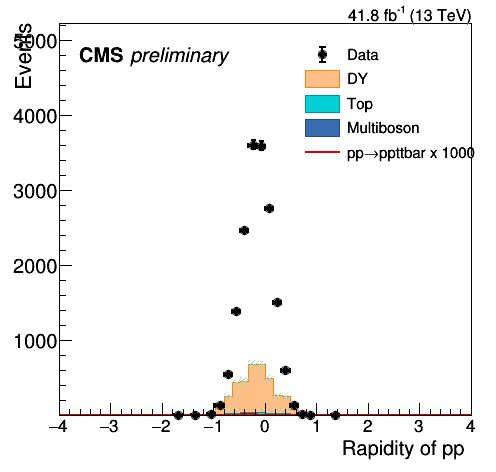 41.8 fb⁻¹ (13 TeV)
Events
CMS preliminary
Data
DY
Top
Multiboson
pp→ppttbar x 1000
5000
4000
3000
2000
1000
−4 −3 −2 −1 0 1 2 3 4
Rapidity of pp